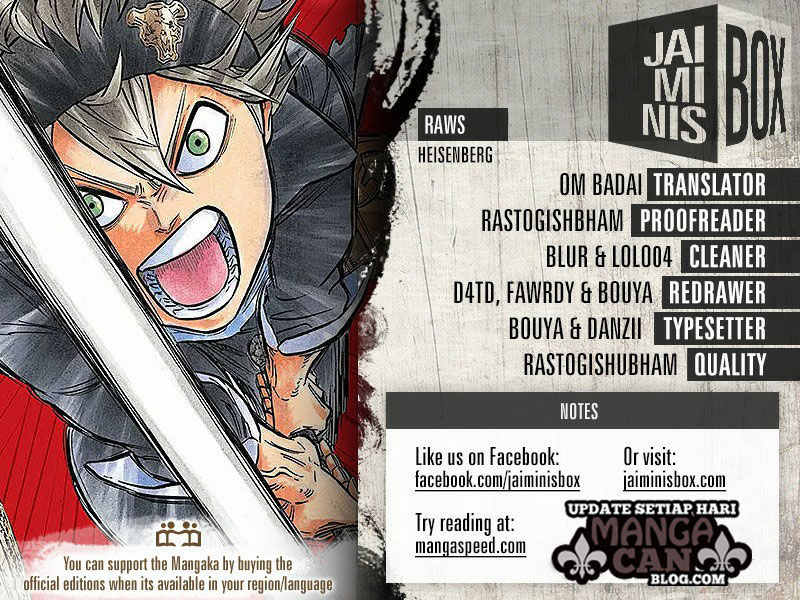 JAI
MI
NIS
BOX
RAWS
HEISENBERG
OM BADAI TRANSLATOR
RASTOGISHBHAM PROOFREADER
BLUR & LOLO04 CLEANER
D4TD, FAWRDY & BOUYA REDRAWER
BOUYA & DANZII TYPESETTER
RASTOGISHUBHAM QUALITY
NOTES
Like us on Facebook:
facebook.com/jaiminisbox
Or visit:
jaiminisbox.com
Try reading at:
mangaspeed.com
UPDATE SETIAP HARI
MANGA
CAN
BLOG.COM
You can support the Mangaka by buying the
official editions when its available in your region/language